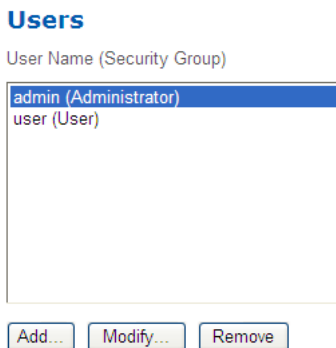 Users
User Name (Security Group)
admin (Administrator)
user (User)
Add... Modify... Remove